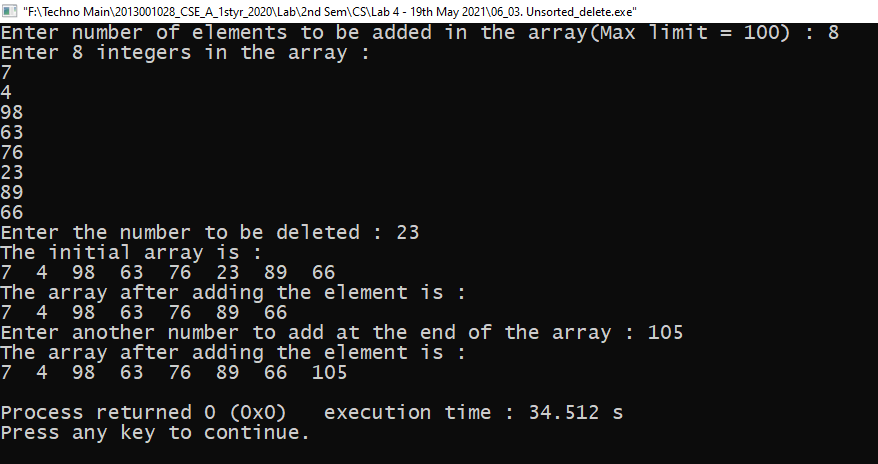 "F:\Techno Main\2013001028_CSE_A_1styr_2020\Lab\2nd Sem\CS\Lab 4 - 19th May 2021\06_03. Unsorted_delete.exe"
Enter number of elements to be added in the array(Max limit = 100) : 8
Enter 8 integers in the array :
7
4
98
63
76
23
89
66
Enter the number to be deleted : 23
The initial array is :
7  4  98  63  76  23  89  66
The array after adding the element is :
7  4  98  63  76  89  66
Enter another number to add at the end of the array : 105
The array after adding the element is :
7  4  98  63  76  89  66  105
Process returned 0 (0x0)   execution time : 34.512 s
Press any key to continue.